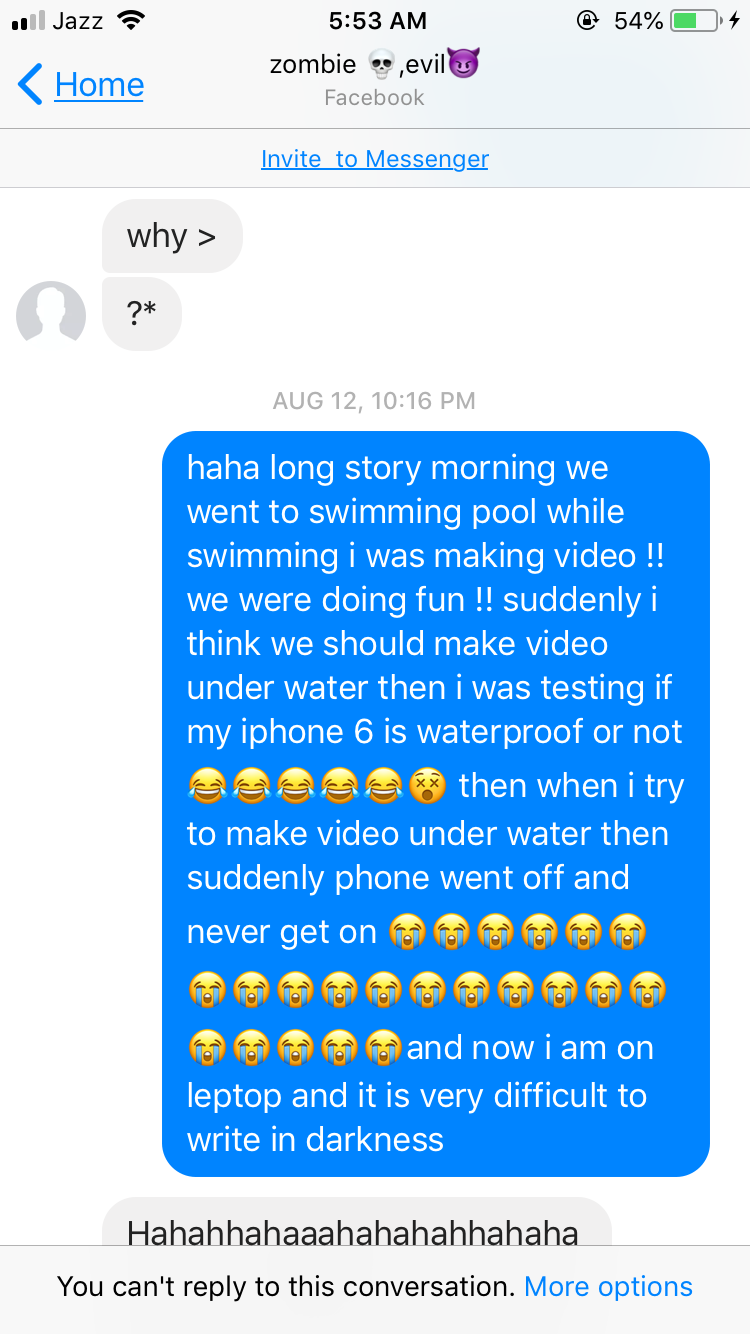 Jazz 5:53 AM 54%
Home
zombie 💀,evil😈
Facebook
Invite to Messenger
why >
?*
AUG 12, 10:16 PM
haha long story morning we
went to swimming pool while
swimming i was making video !!
we were doing fun !! suddenly i
think we should make video
under water then i was testing if
my iphone 6 is waterproof or not
😂😂😂😂😂😵 then when i try
to make video under water then
suddenly phone went off and
never get on 😭😭😭😭😭😭
😭😭😭😭😭😭😭😭😭😭😭
😭😭😭😭😭and now i am on
leptop and it is very difficult to
write in darkness
Hahahhahaaahahahahhahaha
You can't reply to this conversation. More options